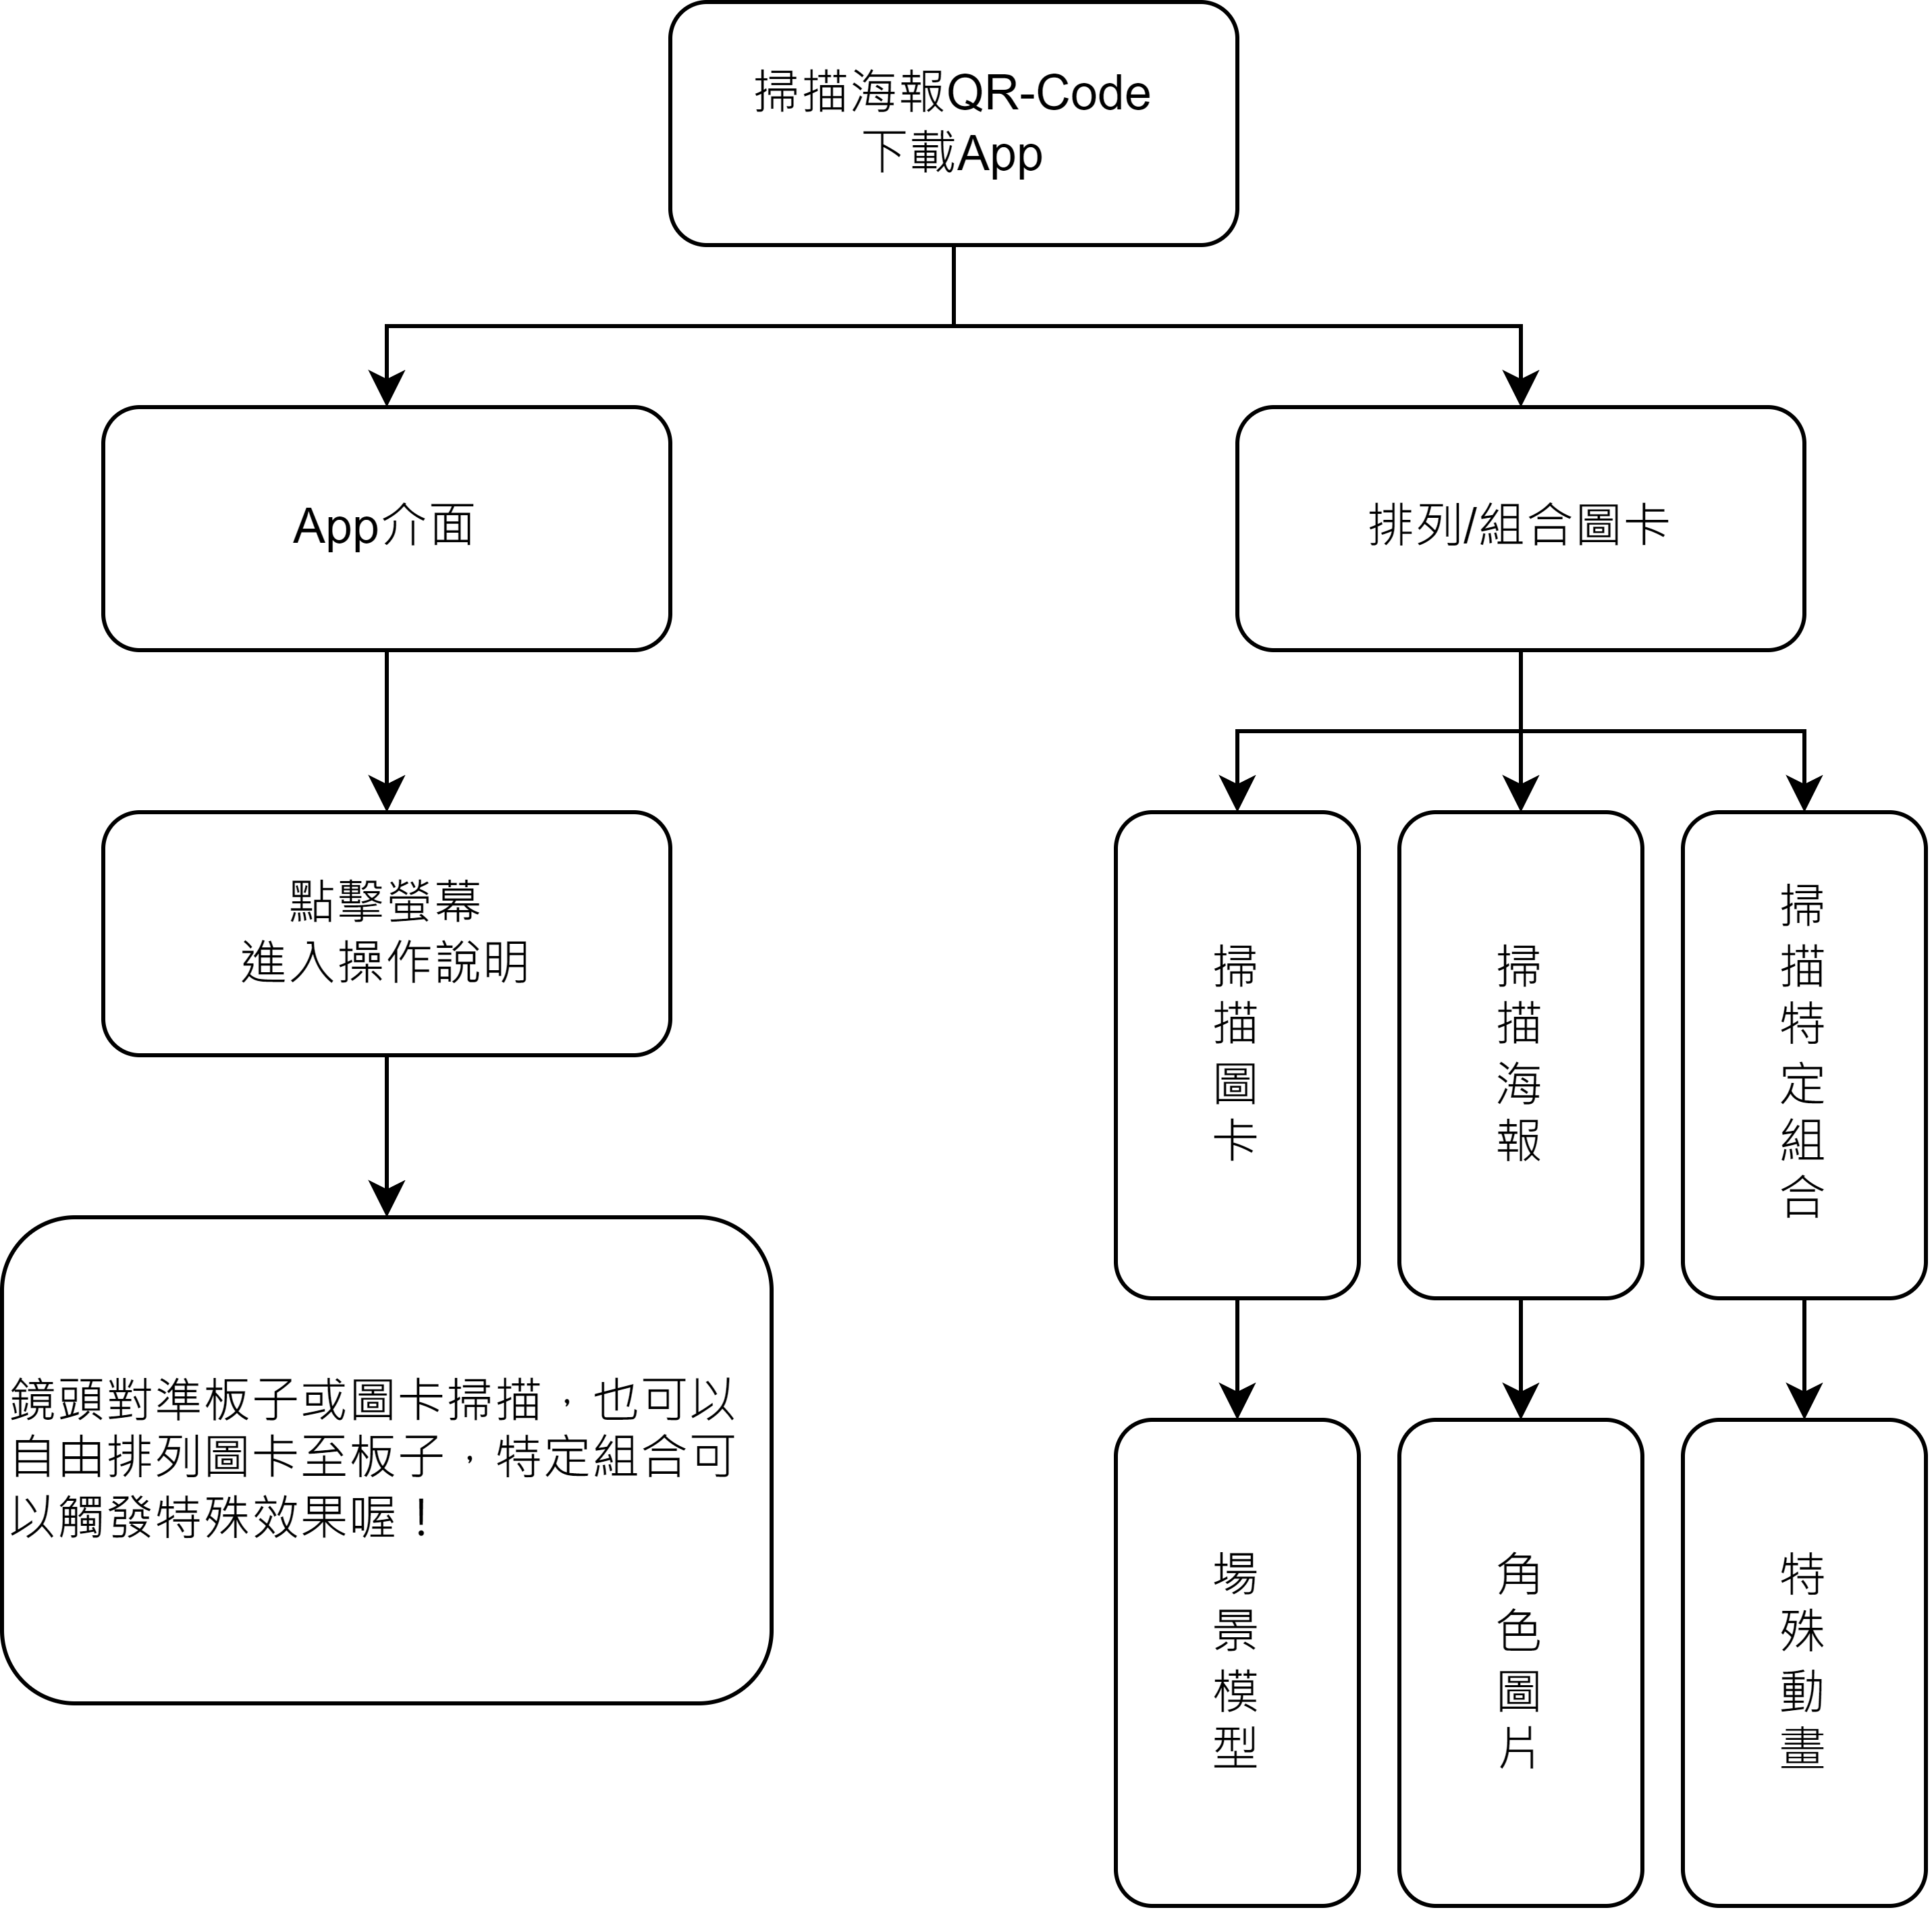 掃描海報QR-Code
下載App
App介面
排列/組合圖卡
點擊螢幕
進入操作說明
掃描圖卡
掃描海報
掃描特定組合
鏡頭對準板子或圖卡掃描，也可以
自由排列圖卡至板子，特定組合可
以觸發特殊效果喔！
場景模型
角色圖片
特殊動畫